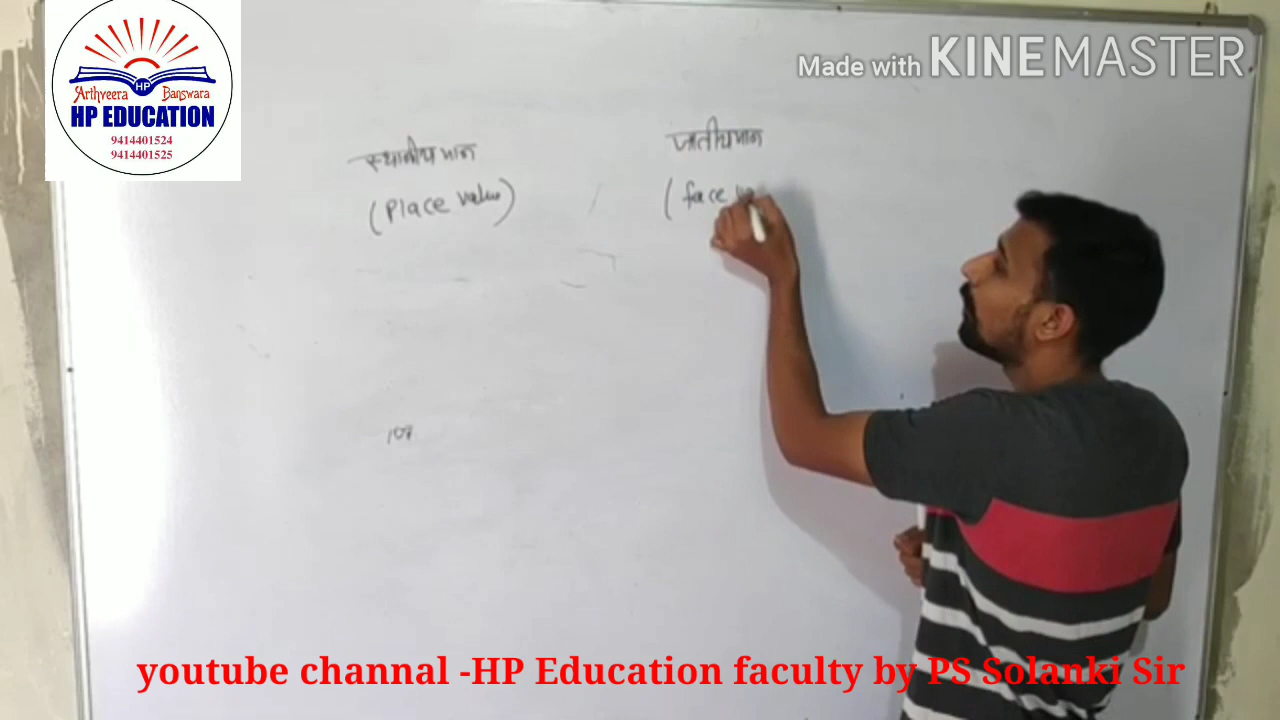 HP
Arthveera Banswara
HP EDUCATION
9414401524
9414401525
Made with KINEMASTER
स्थानीय मान
(Place value)
जातीय मान
(face
youtube channal -HP Education faculty by PS Solanki Sir